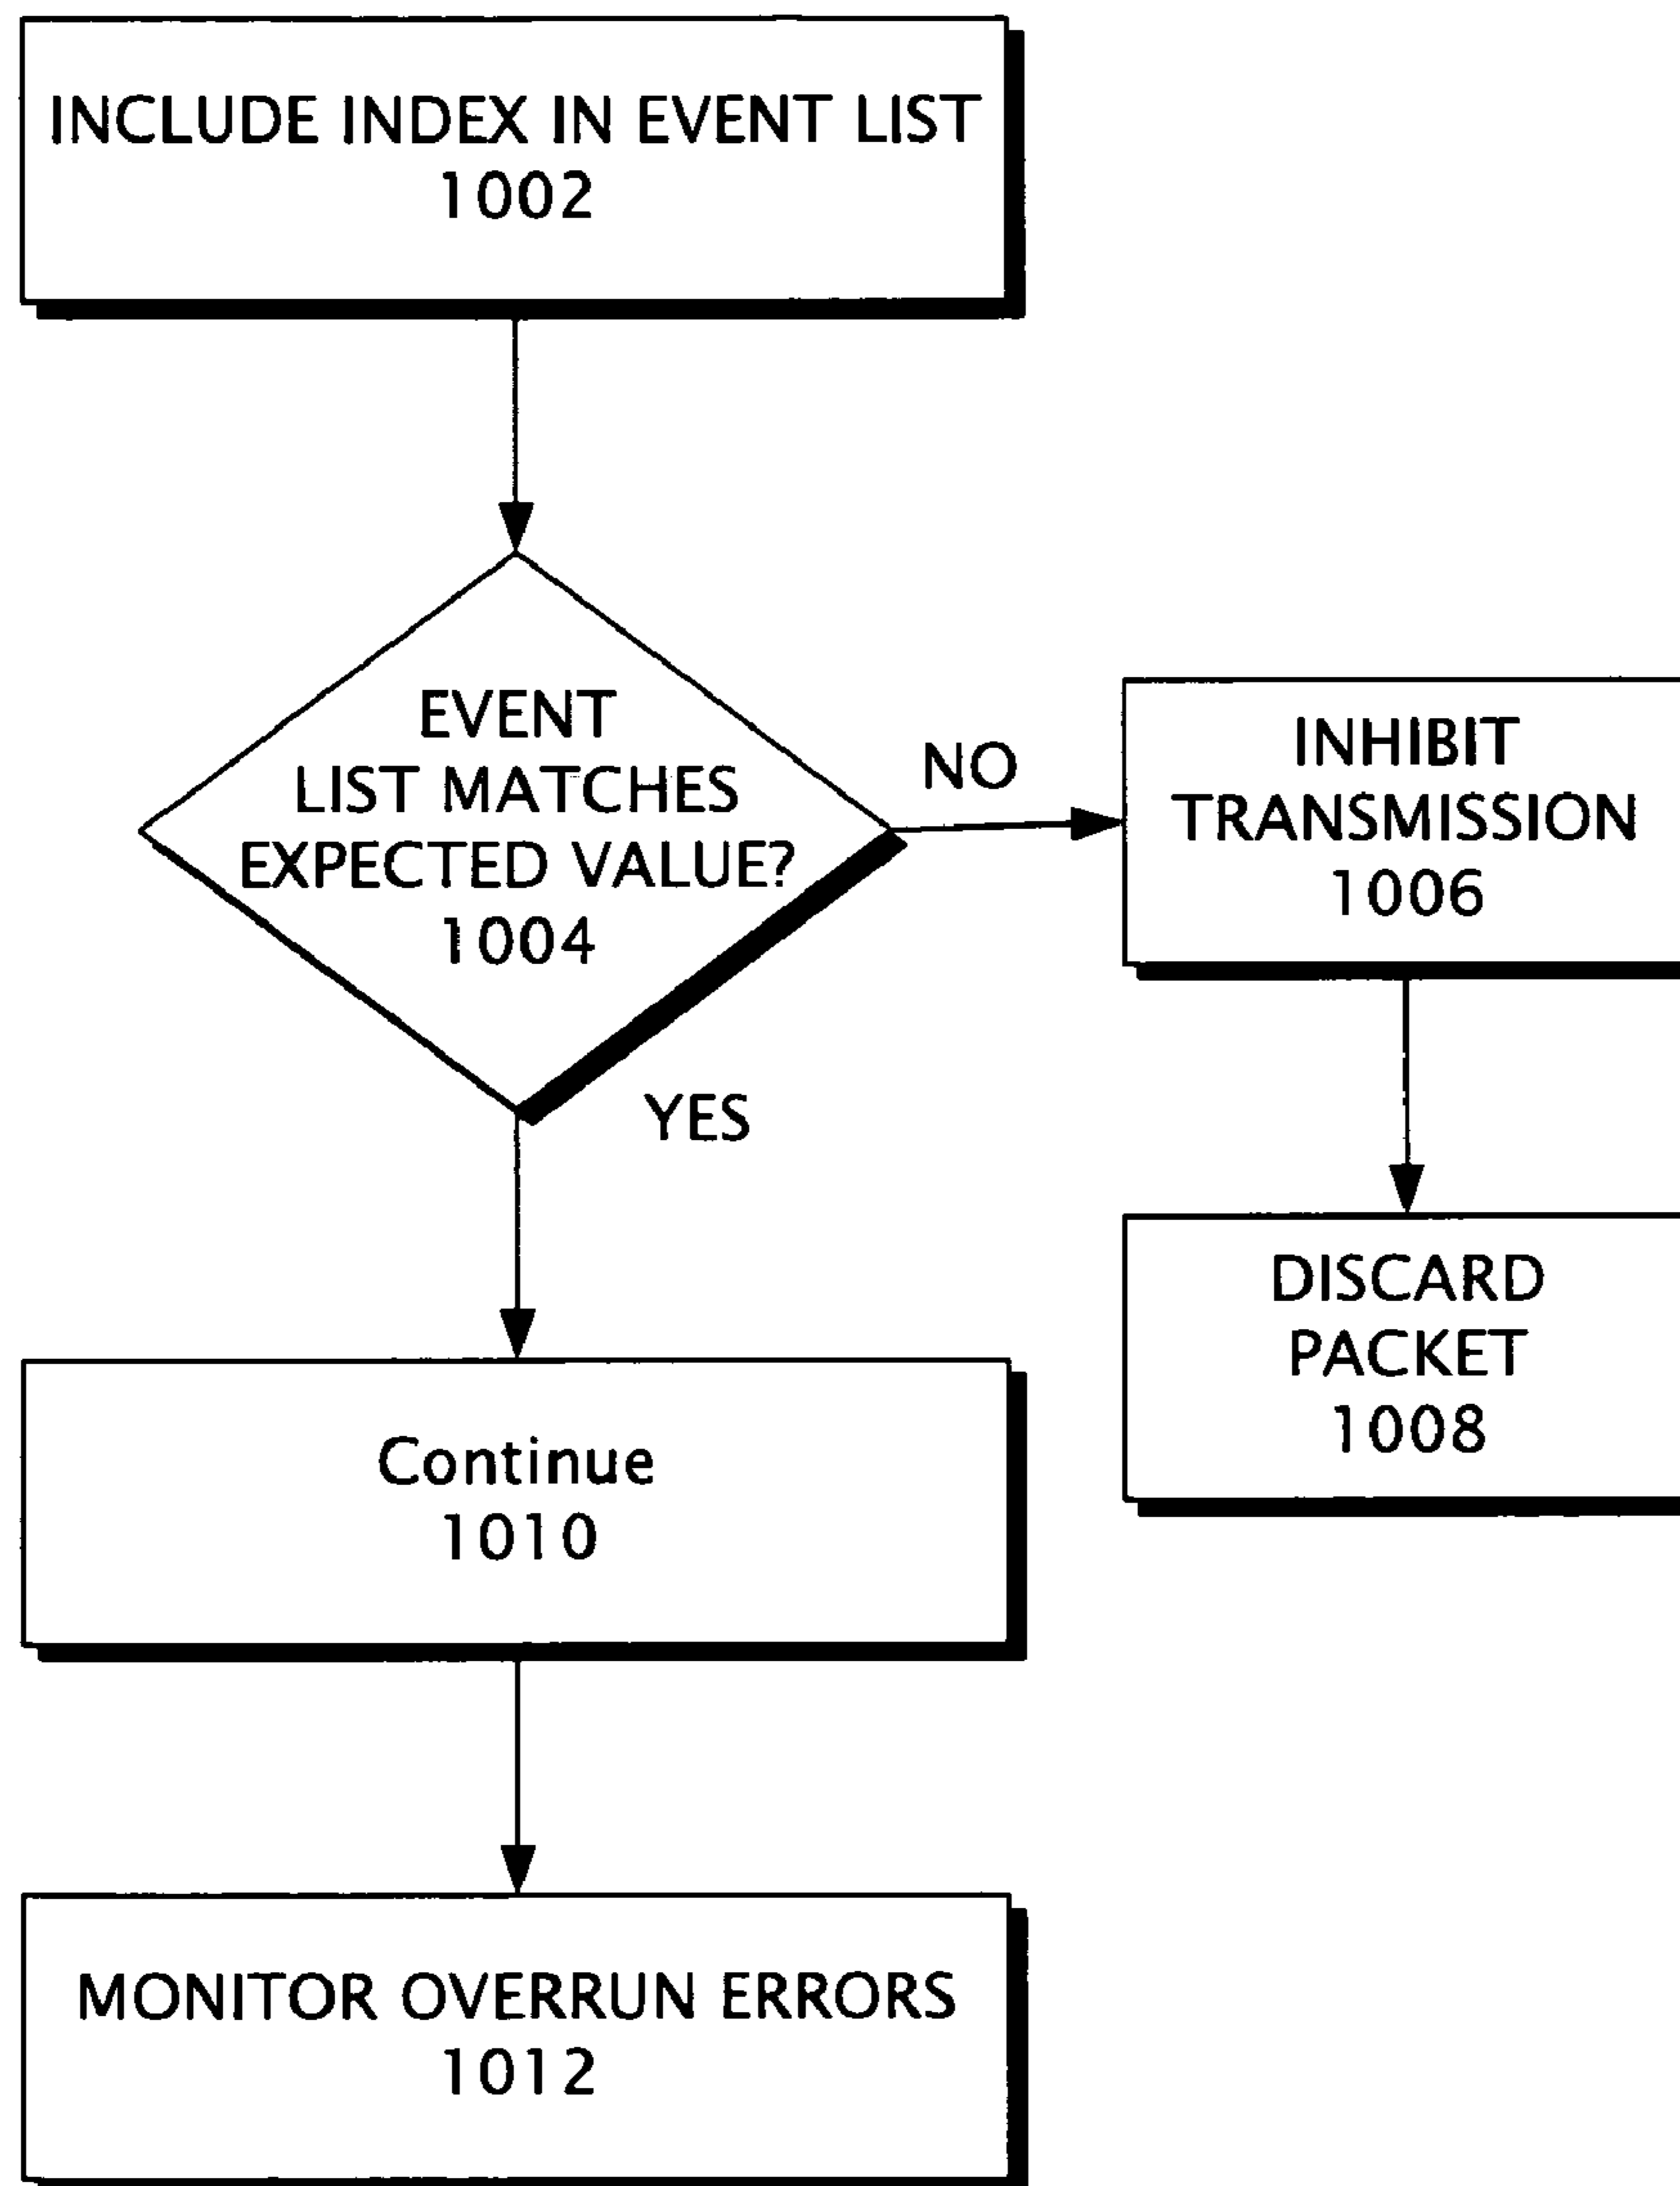 INCLUDE INDEX IN EVENT LIST
1002
EVENT
LIST MATCHES
EXPECTED VALUE?
1004
NO
INHIBIT
TRANSMISSION
1006
YES
DISCARD
PACKET
1008
Continue
1010
MONITOR OVERRUN ERRORS
1012